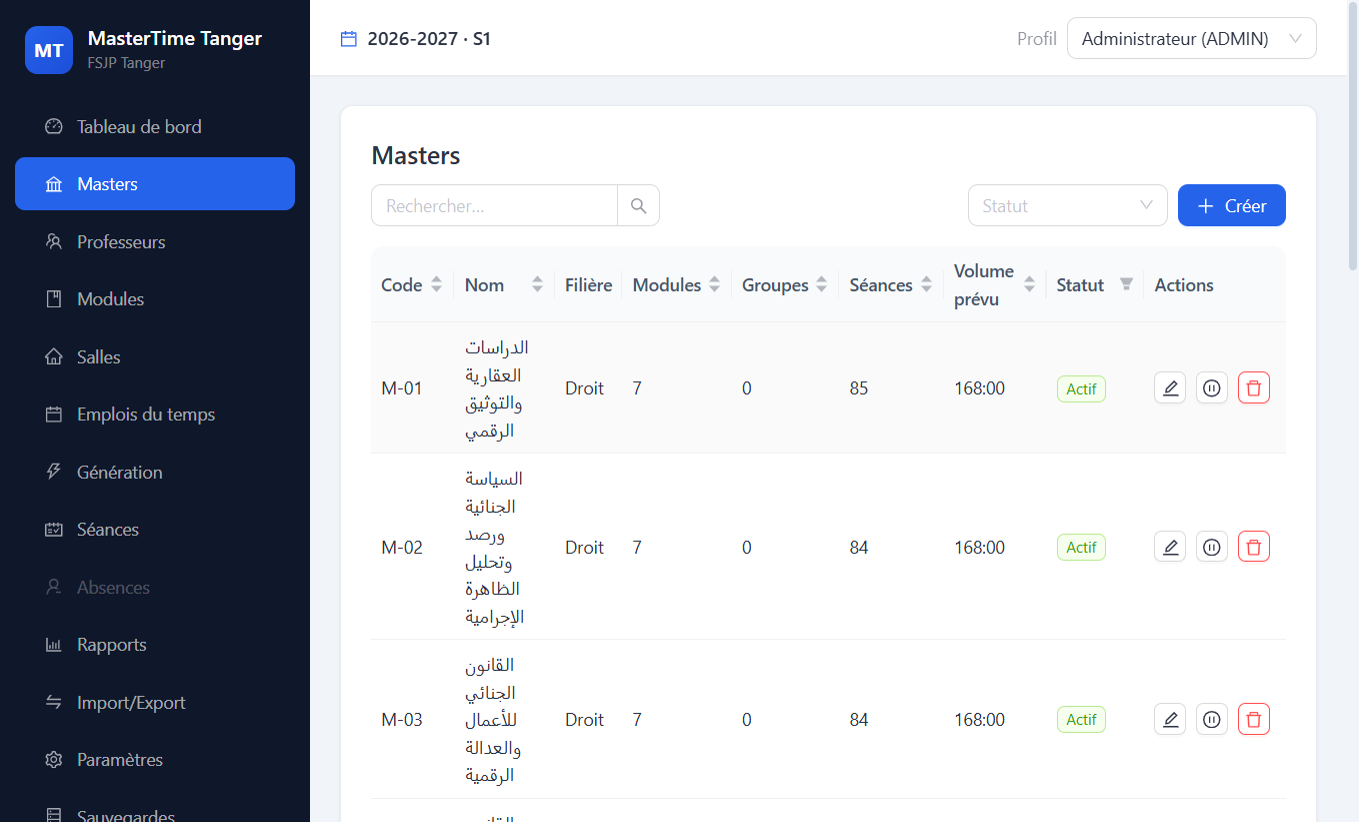 MT
MasterTime Tanger
FSJP Tanger
Tableau de bord
Masters
Professeurs
Modules
Salles
Emplois du temps
Génération
Séances
Absences
Rapports
Import/Export
Paramètres
Sauvegardes
2026-2027 · S1
Profil
Administrateur (ADMIN)
Masters
Rechercher...
Statut
Créer
Code
Nom
Filière
Modules
Groupes
Séances
Volume
prévu
Statut
Actions
M-01
الدراسات
العقارية
والتوثيق
الرقمي
Droit
7
0
85
168:00
Actif
M-02
السياسة
الجنائية
ورصد
وتحليل
الظاهرة
الإجرامية
Droit
7
0
84
168:00
Actif
M-03
القانون
الجنائي
للأعمال
والعدالة
الرقمية
Droit
7
0
84
168:00
Actif